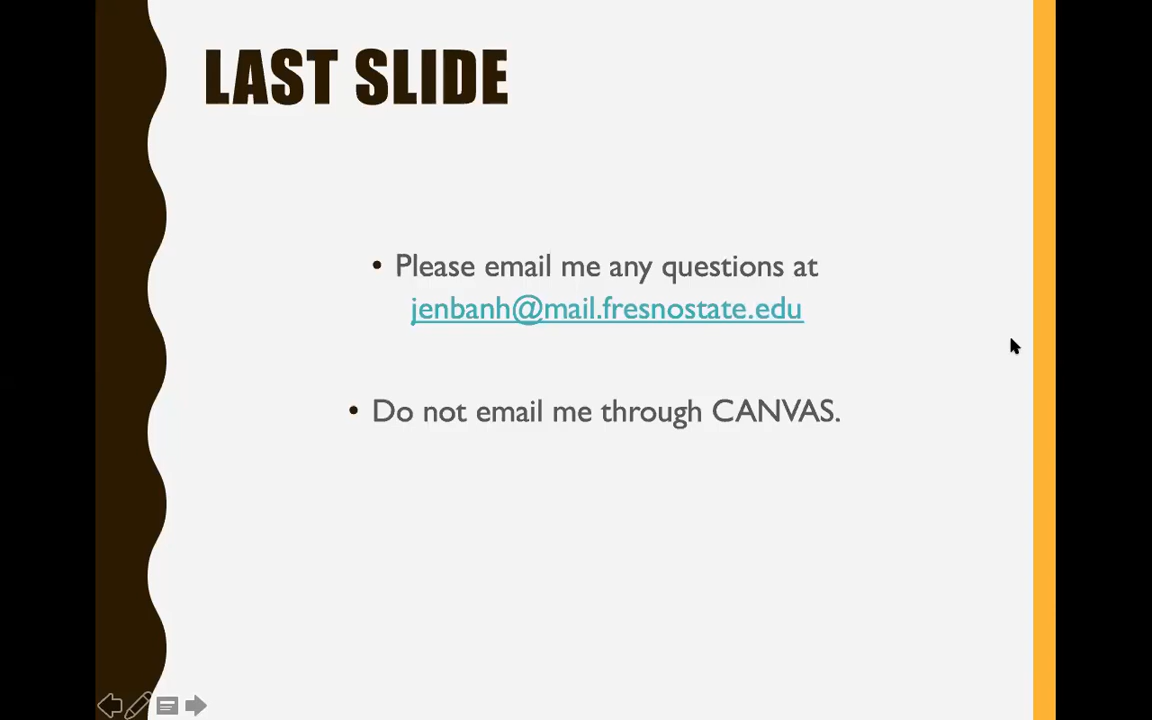 LAST SLIDE
• Please email me any questions at
jenbanh@mail.fresnostate.edu
• Do not email me through CANVAS.